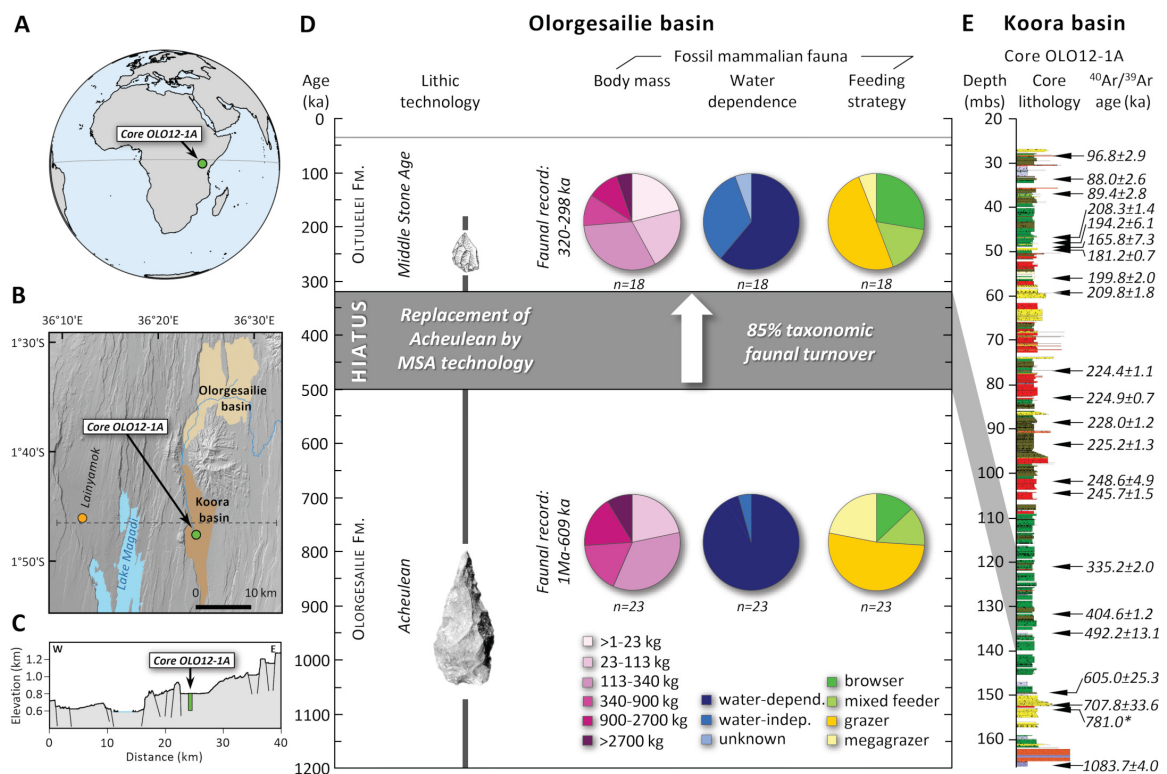 A
Core OLO12-1A
B
36°10'E 36°20'E 36°30'E
1°30'S
1°40'S
1°50'S
Olorgesailie
basin
Core OLO12-1A
Lainyamok
Koora
basin
Lake Magadi
0 10 km
C
Elevation (km)
1.2
1.0
0.8
0.6
W
E
Core OLO12-1A
0 10 20 30 40
Distance (km)
D
Olorgesailie basin
Fossil mammalian fauna
Age
(ka)
Lithic
technology
Body mass
Water
dependence
Feeding
strategy
0
100
200
300
400
500
600
700
800
900
1000
1100
1200
OLTULELEI FM.
Middle Stone Age
Faunal record:
320-298 ka
n=18 n=18 n=18
HIATUS
Replacement of
Acheulean by
MSA technology
85% taxonomic
faunal turnover
OLORGESAILIE FM.
Acheulean
Faunal record:
1Ma-609 ka
n=23 n=23 n=23
>1-23 kg
23-113 kg
113-340 kg
340-900 kg
900-2700 kg
>2700 kg
water-depend.
water-indep.
unknown
browser
mixed feeder
grazer
megagrazer
E
Koora basin
Core OLO12-1A
Depth
(mbs)
Core
lithology
40Ar/39Ar
age (ka)
20
30
40
50
60
70
80
90
100
110
120
130
140
150
160
96.8±2.9
88.0±2.6
89.4±2.8
208.3±1.4
194.2±6.1
165.8±7.3
181.2±0.7
199.8±2.0
209.8±1.8
224.4±1.1
224.9±0.7
228.0±1.2
225.2±1.3
248.6±4.9
245.7±1.5
335.2±2.0
404.6±1.2
492.2±13.1
605.0±25.3
707.8±33.6
781.0*
1083.7±4.0